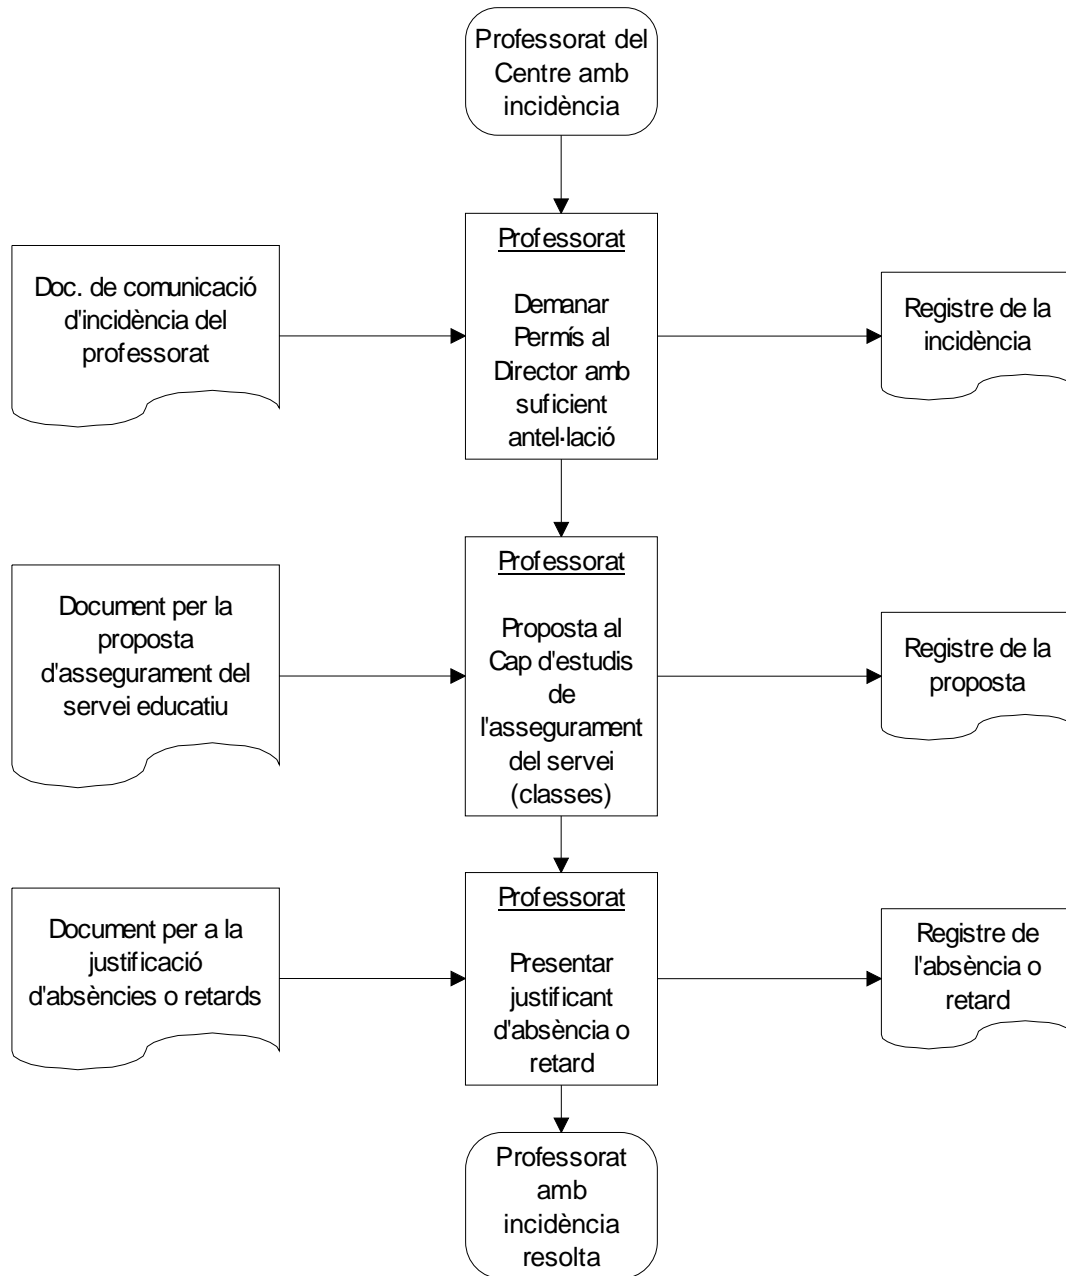 Professorat del
Centre amb
incidència
Doc. de comunicació
d'incidència del
professorat
Professorat
Demanar
Permís al
Director amb
suficient
antel·lació
Registre de la
incidència
Document per la
proposta
d'assegurament del
servei educatiu
Professorat
Proposta al
Cap d'estudis
de
l'assegurament
del servei
(classes)
Registre de la
proposta
Document per a la
justificació
d'absències o retards
Professorat
Presentar
justificant
d'absència o
retard
Registre de
l'absència o
retard
Professorat
amb
incidència
resolta